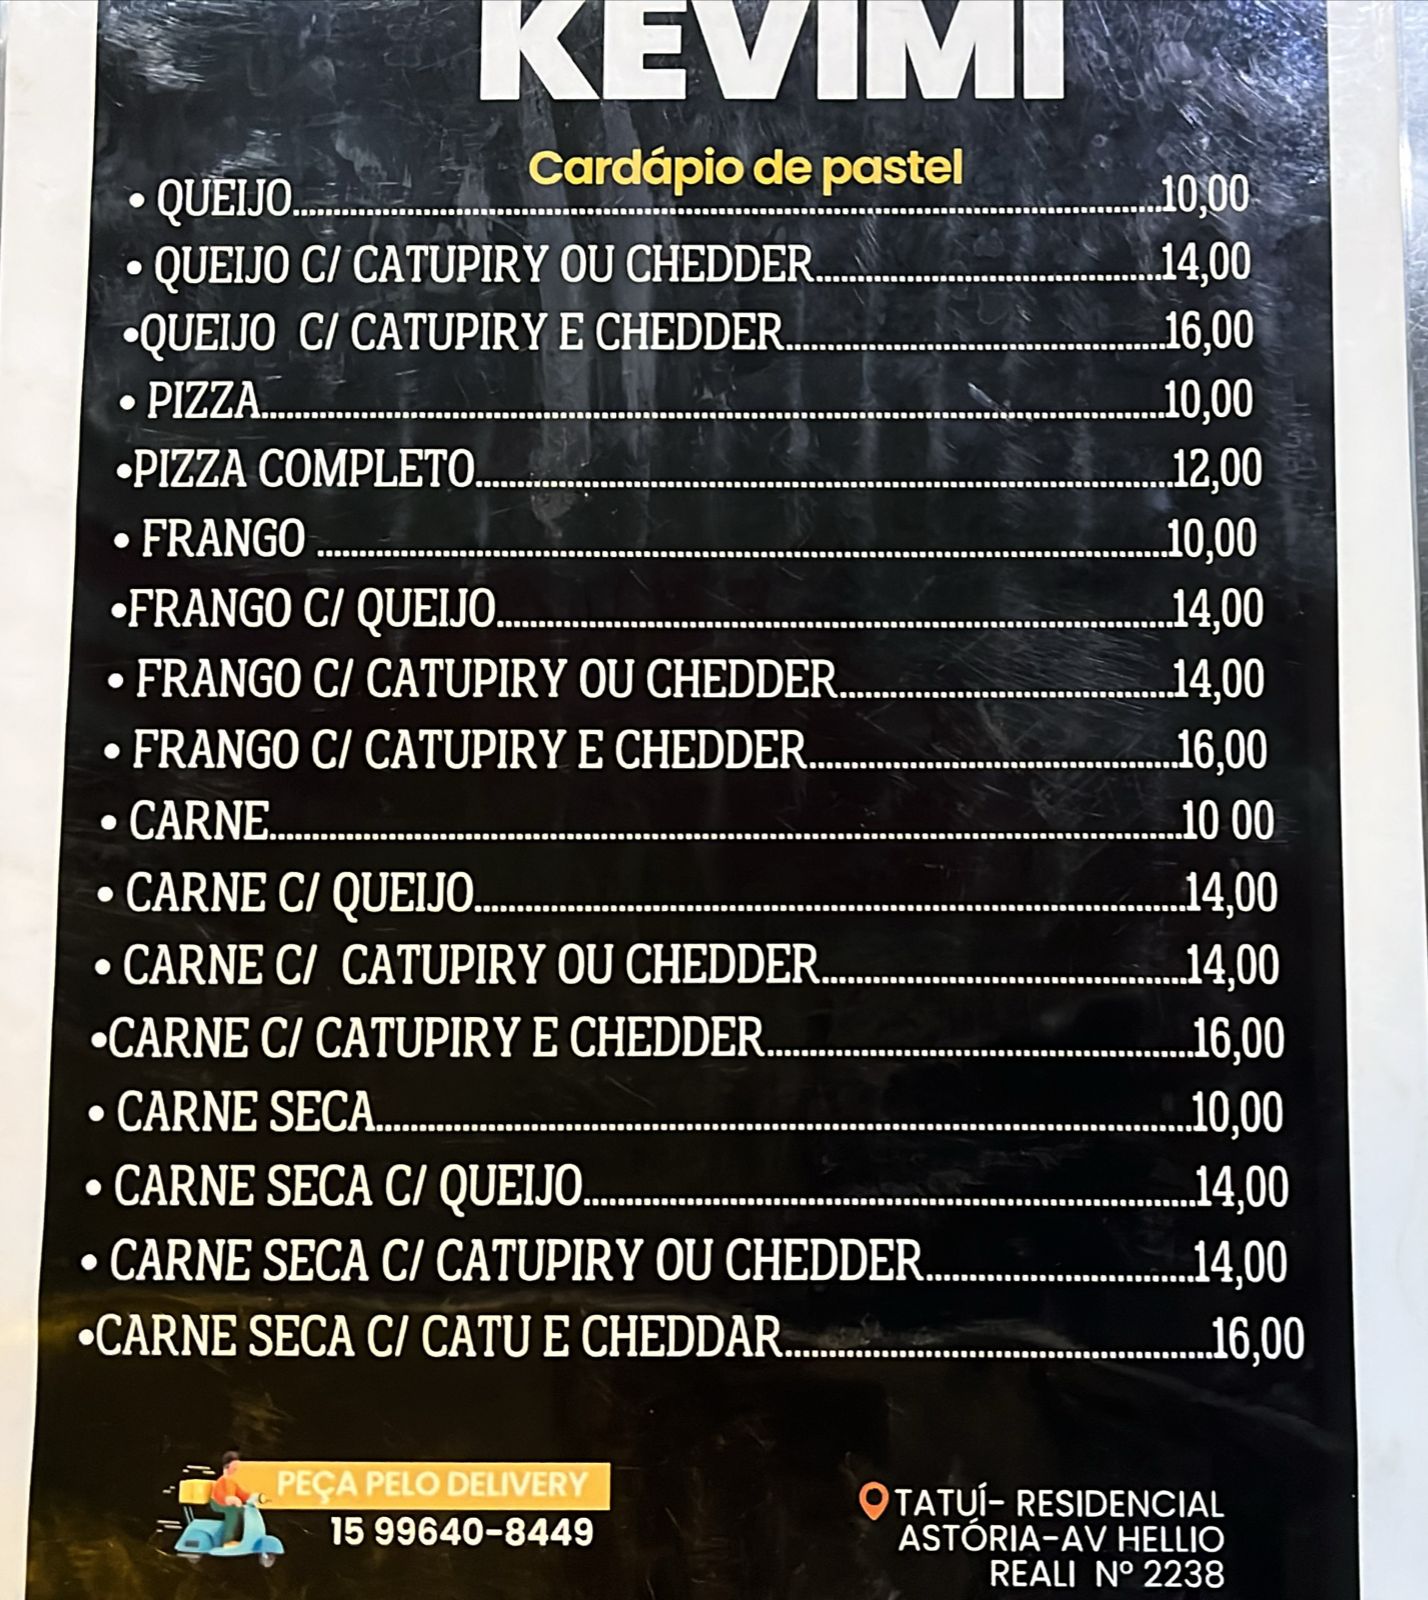 KEVIMI
Cardápio de pastel
• QUEIJO..........10,00
• QUEIJO C/ CATUPIRY OU CHEDDER..........14,00
•QUEIJO C/ CATUPIRY E CHEDDER..........16,00
• PIZZA..........10,00
•PIZZA COMPLETO..........12,00
• FRANGO ..........10,00
•FRANGO C/ QUEIJO..........14,00
• FRANGO C/ CATUPIRY OU CHEDDER..........14,00
• FRANGO C/ CATUPIRY E CHEDDER..........16,00
• CARNE..........10 00
• CARNE C/ QUEIJO..........14,00
• CARNE C/ CATUPIRY OU CHEDDER..........14,00
•CARNE C/ CATUPIRY E CHEDDER..........16,00
• CARNE SECA..........10,00
• CARNE SECA C/ QUEIJO..........14,00
• CARNE SECA C/ CATUPIRY OU CHEDDER..........14,00
•CARNE SECA C/ CATU E CHEDDAR..........16,00
PEÇA PELO DELIVERY
15 99640-8449
TATUÍ- RESIDENCIAL
ASTÓRIA-AV HELLIO
REALI Nº 2238